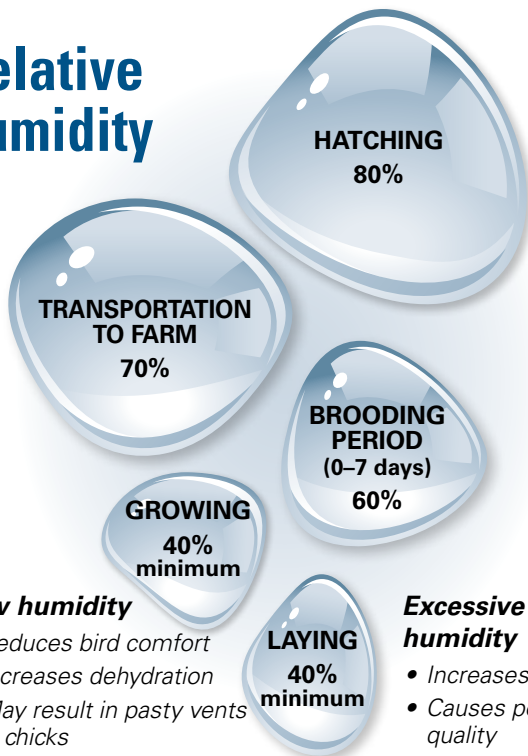 elative
umidity
HATCHING
80%
TRANSPORTATION
TO FARM
70%
BROODING
PERIOD
(0–7 days)
60%
GROWING
40%
minimum
LAYING
40%
minimum
humidity
educes bird comfort
creases dehydration
ay result in pasty vents
chicks
Excessive
humidity
• Increases
• Causes
quality